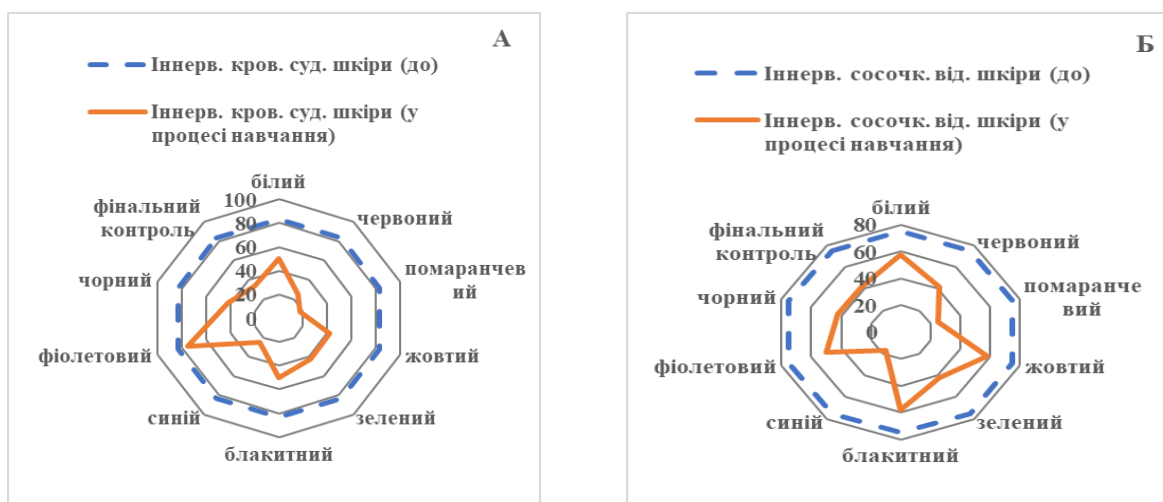 А
Іннерв. кров. суд. шкіри (до)
Іннерв. кров. суд. шкіри (у
процесі навчання)
білий
червоний
помаранчев
ий
жовтий
зелений
блакитний
синій
фіолетовий
чорний
фінальний
контроль
100
80
60
40
20
0
Б
Іннерв. сосочк. від. шкіри (до)
Іннерв. сосочк. від. шкіри (у
процесі навчання)
білий
червоний
помаранче
вий
жовтий
зелений
блакитний
синій
фіолетовий
чорний
фінальний
контроль
80
60
40
20
0